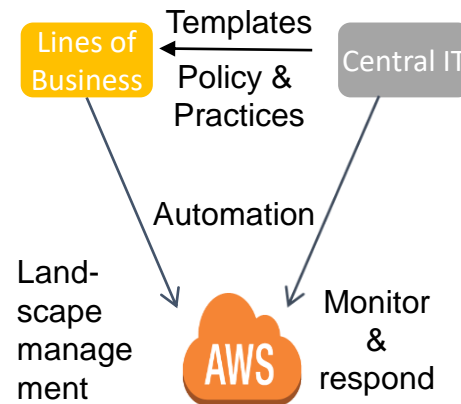 Templates
Lines of
Business
Central IT
Policy &
Practices
Automation
Land-
scape
manage
ment
AWS
Monitor
&
respond